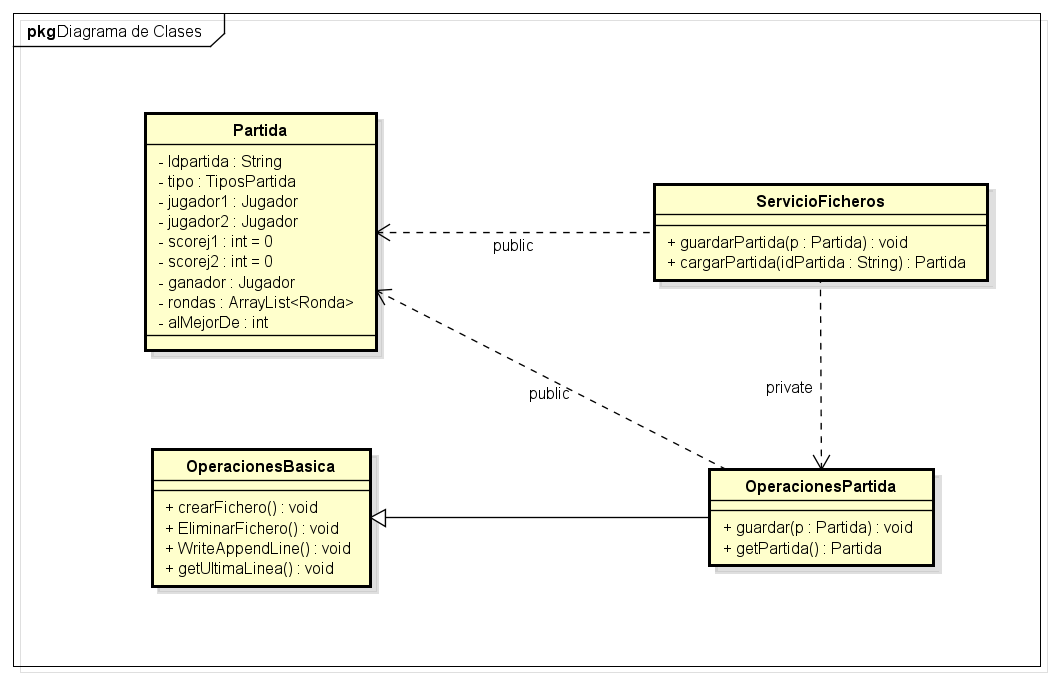 pkg Diagrama de Clases
Partida
- Idpartida : String
- tipo : TiposPartida
- jugador1 : Jugador
- jugador2 : Jugador
- scorej1 : int = 0
- scorej2 : int = 0
- ganador : Jugador
- rondas : ArrayList<Ronda>
- alMejorDe : int
ServicioFicheros
+ guardarPartida(p : Partida) : void
+ cargarPartida(idPartida : String) : Partida
public
public
private
OperacionesBasica
+ crearFichero() : void
+ EliminarFichero() : void
+ WriteAppendLine() : void
+ getUltimaLinea() : void
OperacionesPartida
+ guardar(p : Partida) : void
+ getPartida() : Partida